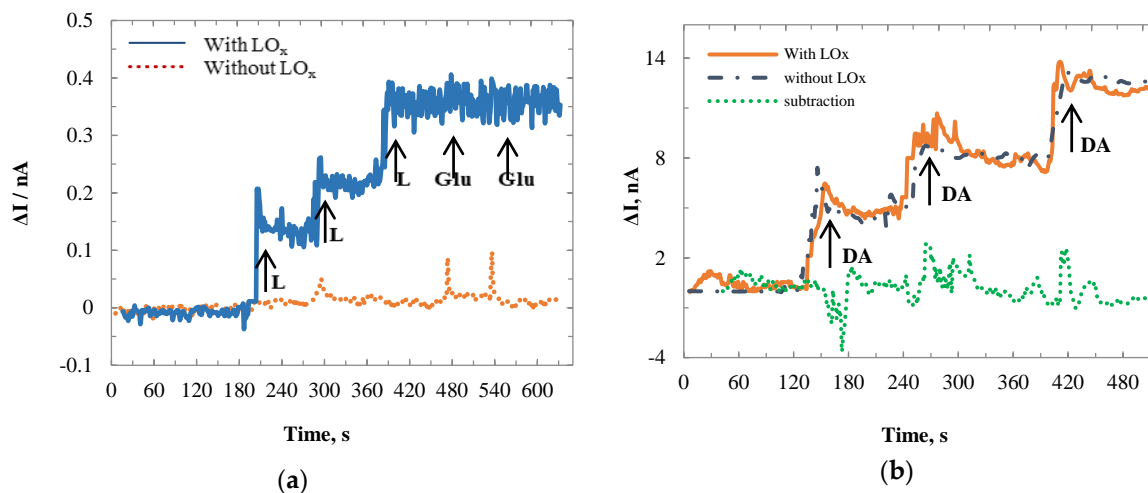 With LOx
Without LOx
0.5
0.4
0.3
0.2
0.1
0
-0.1
ΔI / nA
L
L
L
Glu
Glu
0 60 120 180 240 300 360 420 480 540 600
Time, s
(a)
With LOx
without LOx
subtraction
14
8
2
-4
ΔI, nA
DA
DA
DA
0 60 120 180 240 300 360 420 480
Time, s
(b)